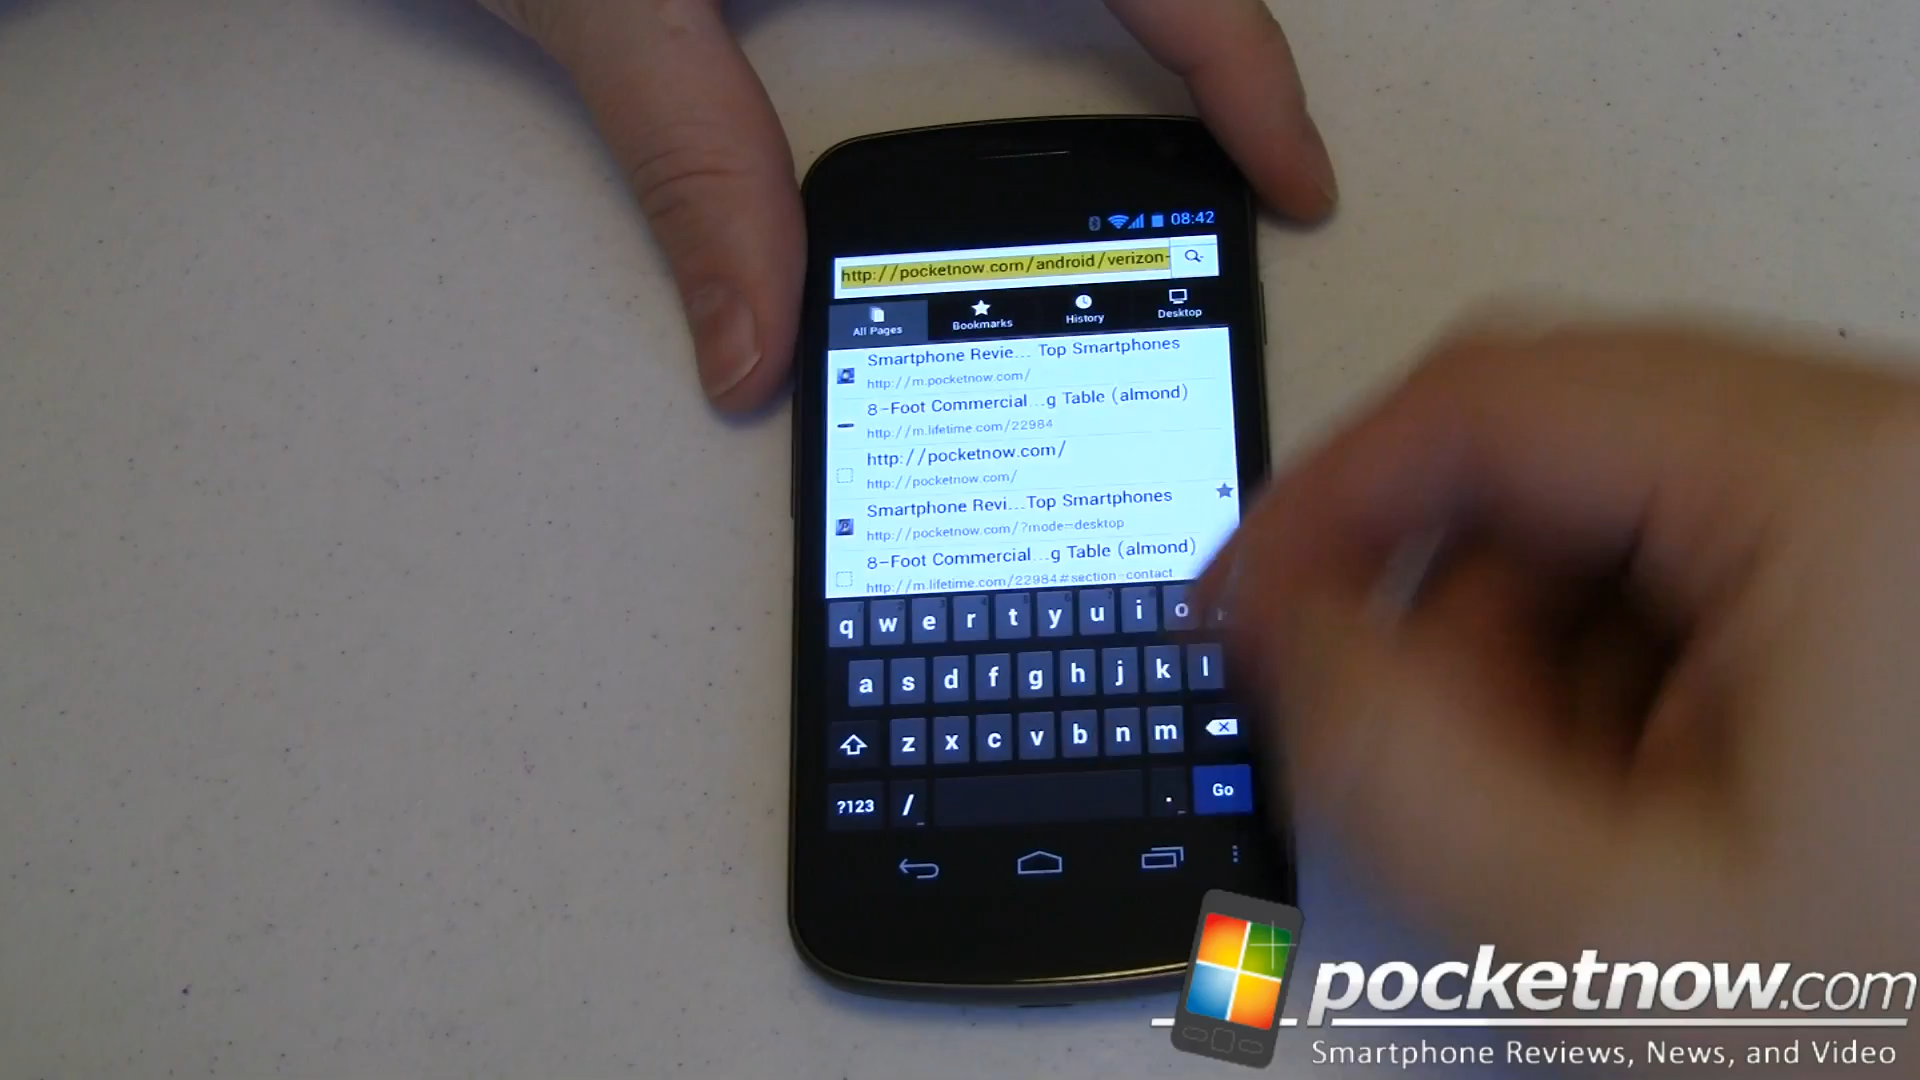 08:42
http://pocketnow.com/android/verizon-
All Pages
Bookmarks
History
Desktop
Smartphone Revie... Top Smartphones
http://m.pocketnow.com/
8-Foot Commercial...g Table (almond)
http://m.lifetime.com/22984
http://pocketnow.com/
http://pocketnow.com/
Smartphone Revi...Top Smartphones
http://pocketnow.com/?mode=desktop
8-Foot Commercial...g Table (almond)
http://m.lifetime.com/22984#section-contact
q w e r t y u i o
a s d f g h j k l
z x c v b n m
?123 / . Go
pocketnow.com
Smartphone Reviews, News, and Video